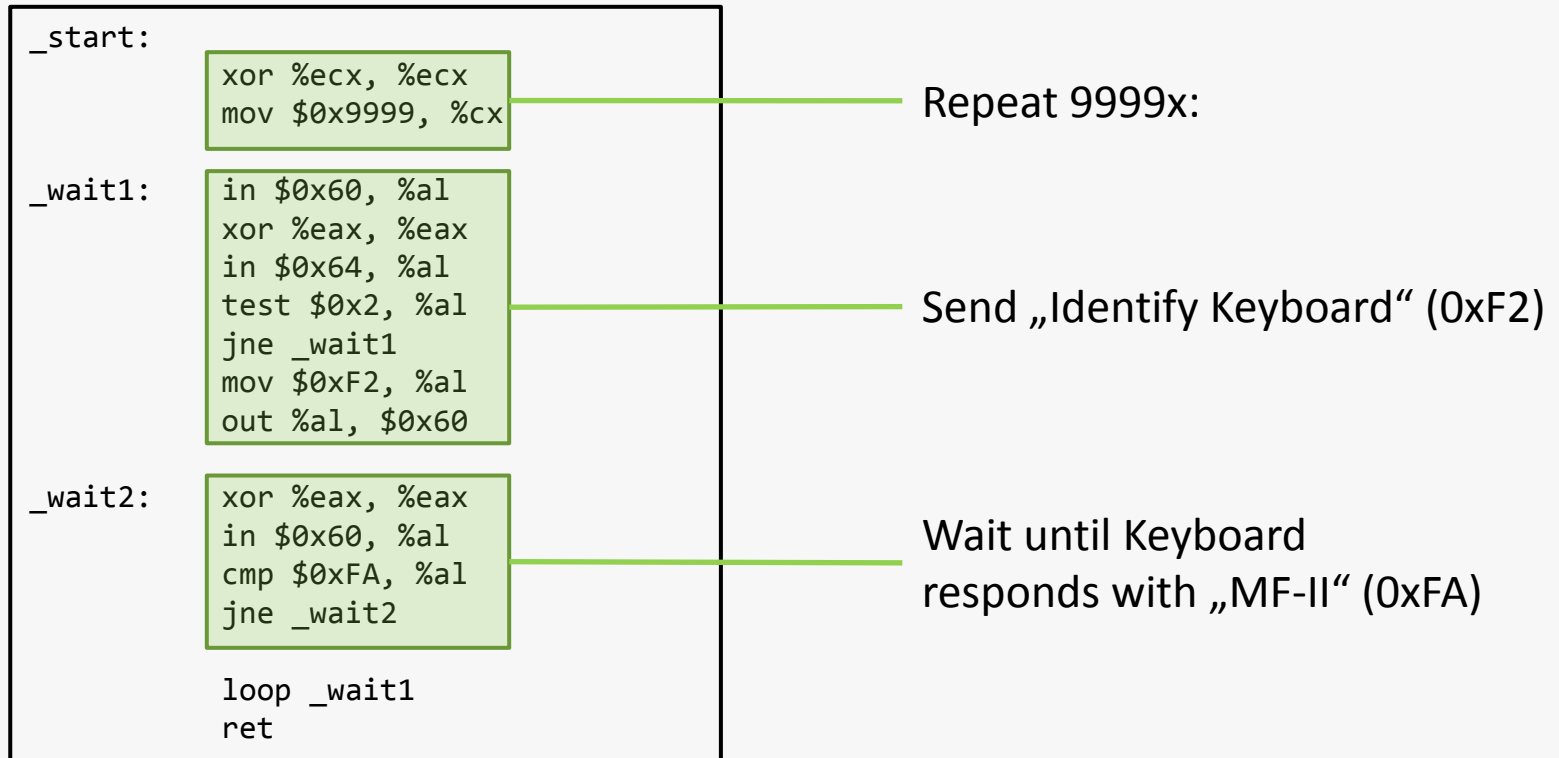 _start:
xor %ecx, %ecx
mov $0x9999, %cx
Repeat 9999x:
_wait1:
in $0x60, %al
xor %eax, %eax
in $0x64, %al
test $0x2, %al
jne _wait1
mov $0xF2, %al
out %al, $0x60
Send „Identify Keyboard“ (0xF2)
_wait2:
xor %eax, %eax
in $0x60, %al
cmp $0xFA, %al
jne _wait2
Wait until Keyboard
responds with „MF-II“ (0xFA)
loop _wait1
ret